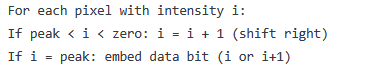 For each pixel with intensity i:
If peak < i < zero: i = i + 1 (shift right)
If i = peak: embed data bit (i or i+1)